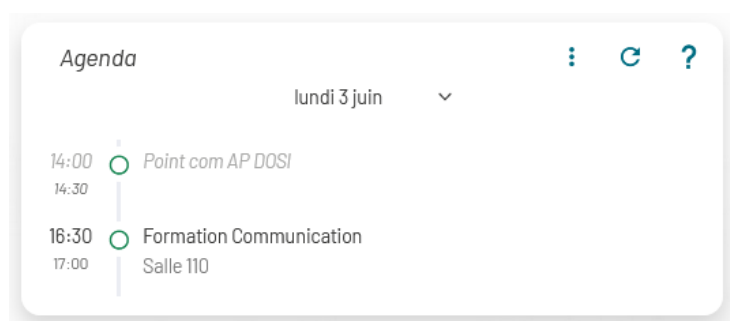 Agenda
?
lundi 3 juin
14:00 Point com AP DOSI
14:30
16:30 Formation Communication
17:00 Salle 110